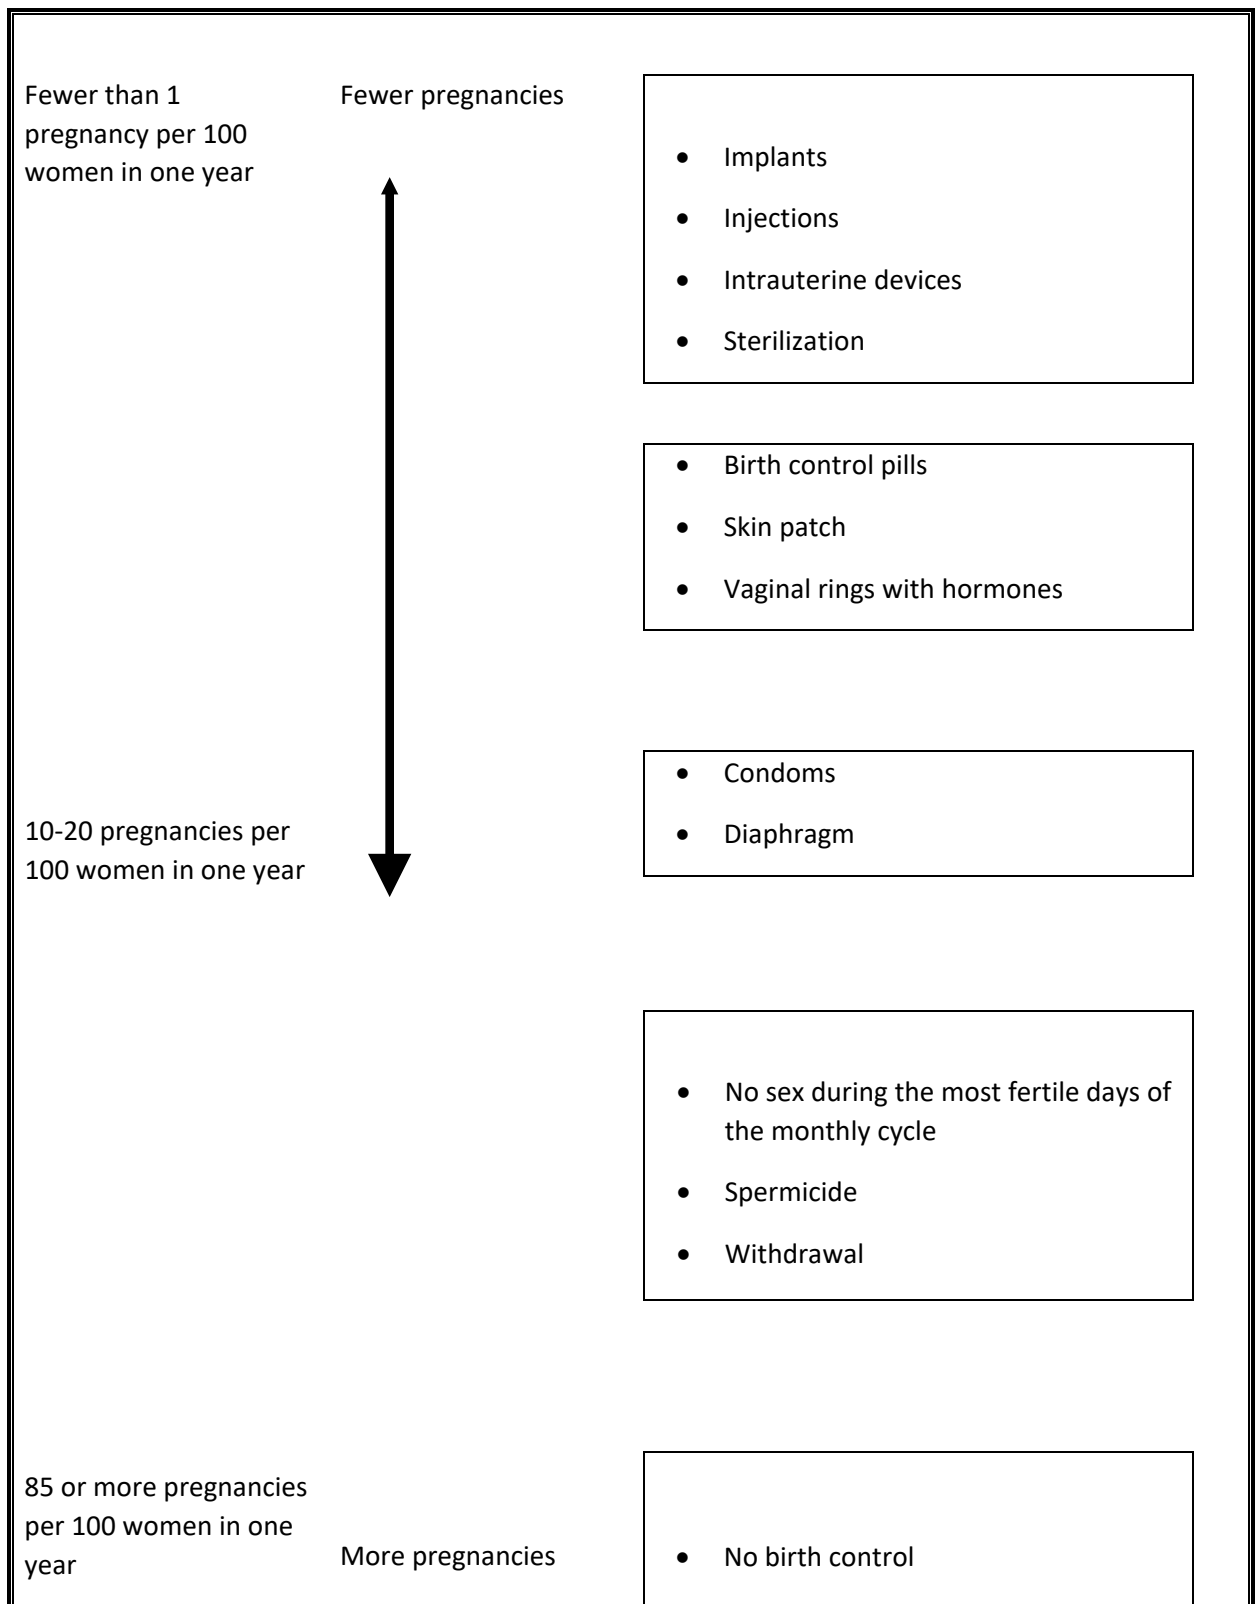 Fewer than 1
pregnancy per 100
women in one year
Fewer pregnancies
• Implants
• Injections
• Intrauterine devices
• Sterilization
• Birth control pills
• Skin patch
• Vaginal rings with hormones
10-20 pregnancies per
100 women in one year
• Condoms
• Diaphragm
• No sex during the most fertile days of
the monthly cycle
• Spermicide
• Withdrawal
85 or more pregnancies
per 100 women in one
year
More pregnancies
• No birth control